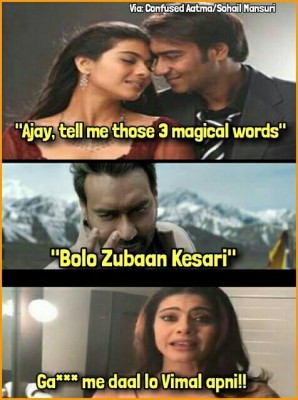 Via: Confused Aatma/Sohail Mansuri
"Ajay, tell me those 3 magical words"
"Bolo Zubaan Kesari"
Ga*** me daal lo Vimal apni!!